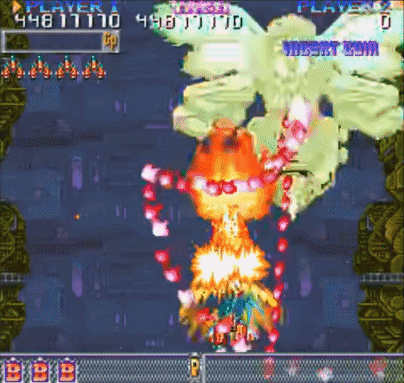 PLAYER 1 PLAYER 2
44817770 44817770 0
INSERT COIN
B B B